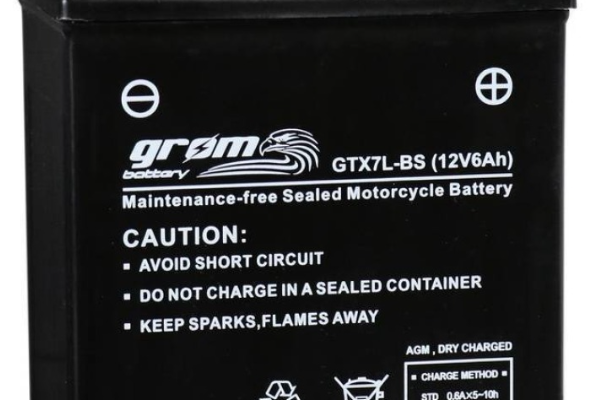 grøm
battery
GTX7L-BS (12V6Ah)
Maintenance-free Sealed Motorcycle Battery
CAUTION:
▪ AVOID SHORT CIRCUIT
▪ DO NOT CHARGE IN A SEALED CONTAINER
▪ KEEP SPARKS,FLAMES AWAY
AGM , DRY CHARGED
▪ CHARGE METHOD ▪
STD 0.6A×5~10h